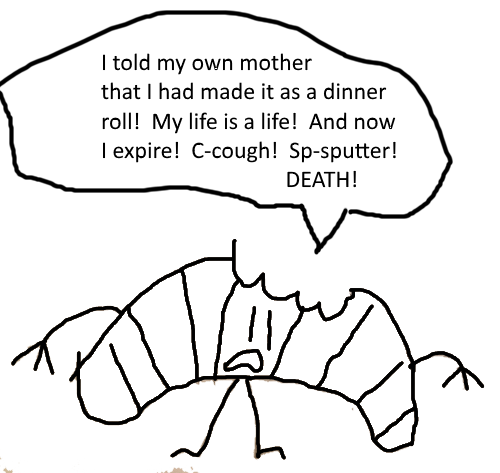 I told my own mother
that I had made it as a dinner
roll!  My life is a life!  And now
I expire!  C-cough!  Sp-sputter!
DEATH!